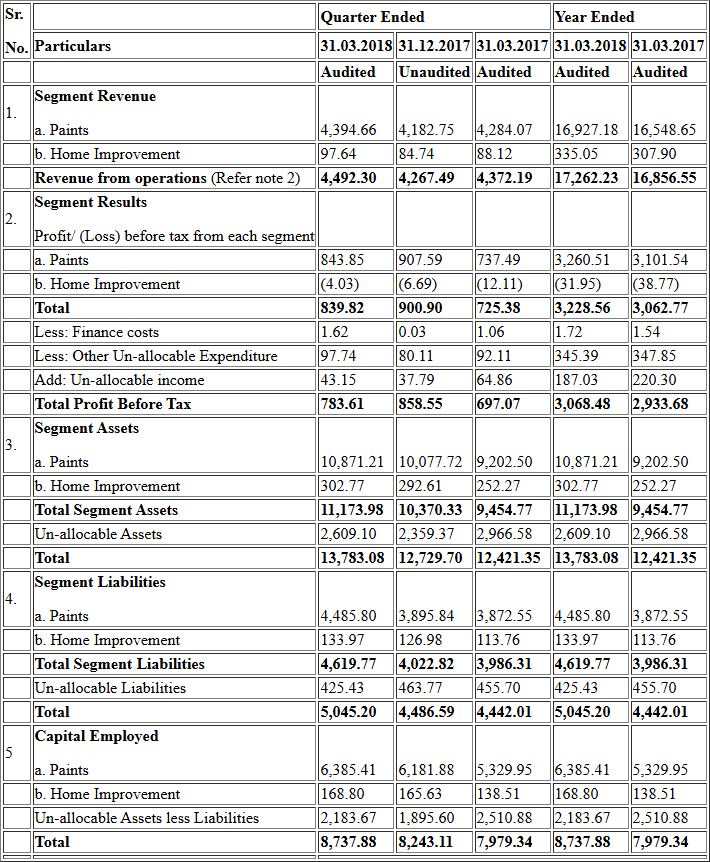 Sr. Quarter Ended Year Ended
No. Particulars 31.03.2018 31.12.2017 31.03.2017 31.03.2018 31.03.2017
Audited Unaudited Audited Audited Audited
Segment Revenue
1.
a. Paints 4,394.66 4,182.75 4,284.07 16,927.18 16,548.65
b. Home Improvement 97.64 84.74 88.12 335.05 307.90
Revenue from operations (Refer note 2) 4,492.30 4,267.49 4,372.19 17,262.23 16,856.55
Segment Results
2.
Profit/ (Loss) before tax from each segment
a. Paints 843.85 907.59 737.49 3,260.51 3,101.54
b. Home Improvement (4.03) (6.69) (12.11) (31.95) (38.77)
Total 839.82 900.90 725.38 3,228.56 3,062.77
Less: Finance costs 1.62 0.03 1.06 1.72 1.54
Less: Other Un-allocable Expenditure 97.74 80.11 92.11 345.39 347.85
Add: Un-allocable income 43.15 37.79 64.86 187.03 220.30
Total Profit Before Tax 783.61 858.55 697.07 3,068.48 2,933.68
Segment Assets
3.
a. Paints 10,871.21 10,077.72 9,202.50 10,871.21 9,202.50
b. Home Improvement 302.77 292.61 252.27 302.77 252.27
Total Segment Assets 11,173.98 10,370.33 9,454.77 11,173.98 9,454.77
Un-allocable Assets 2,609.10 2,359.37 2,966.58 2,609.10 2,966.58
Total 13,783.08 12,729.70 12,421.35 13,783.08 12,421.35
Segment Liabilities
4.
a. Paints 4,485.80 3,895.84 3,872.55 4,485.80 3,872.55
b. Home Improvement 133.97 126.98 113.76 133.97 113.76
Total Segment Liabilities 4,619.77 4,022.82 3,986.31 4,619.77 3,986.31
Un-allocable Liabilities 425.43 463.77 455.70 425.43 455.70
Total 5,045.20 4,486.59 4,442.01 5,045.20 4,442.01
Capital Employed
5
a. Paints 6,385.41 6,181.88 5,329.95 6,385.41 5,329.95
b. Home Improvement 168.80 165.63 138.51 168.80 138.51
Un-allocable Assets less Liabilities 2,183.67 1,895.60 2,510.88 2,183.67 2,510.88
Total 8,737.88 8,243.11 7,979.34 8,737.88 7,979.34